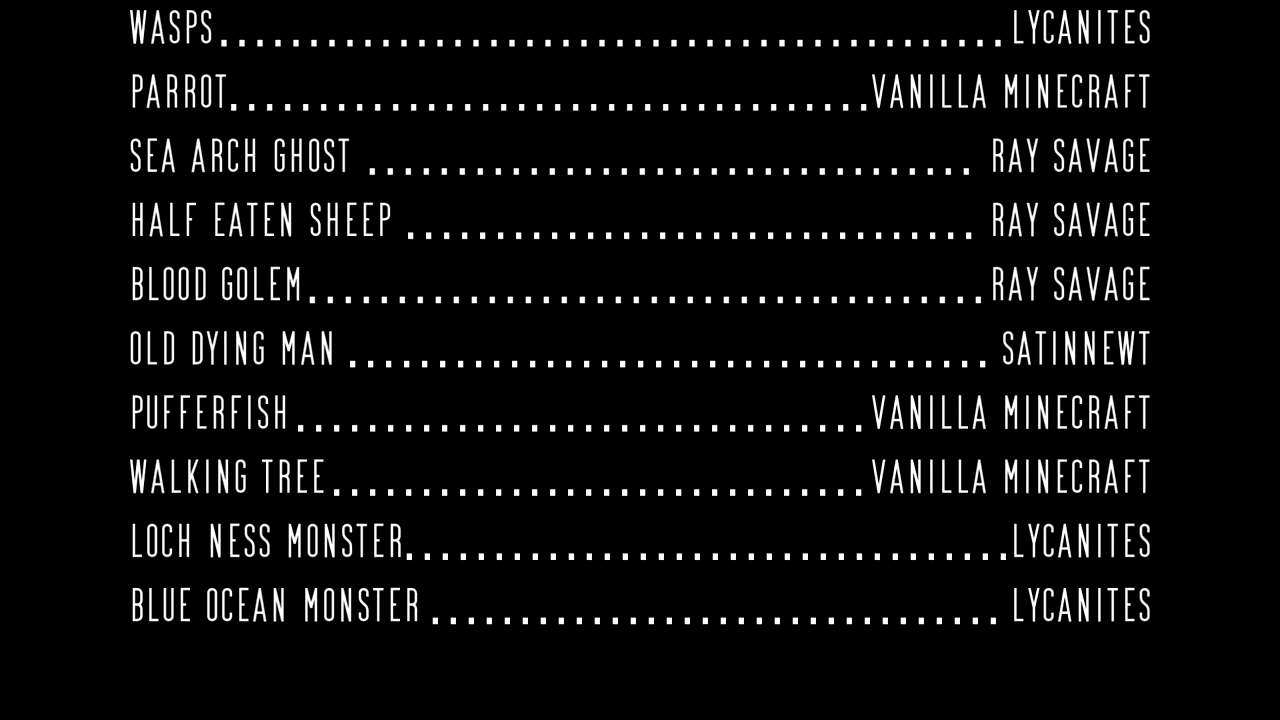 WASPS............................................LYCANITES
PARROT....................................VANILLA MINECRAFT
SEA ARCH GHOST .................................. RAY SAVAGE
HALF EATEN SHEEP ................................ RAY SAVAGE
BLOOD GOLEM......................................RAY SAVAGE
OLD DYING MAN .................................... SATINNEWT
PUFFERFISH ................................VANILLA MINECRAFT
WALKING TREE..............................VANILLA MINECRAFT
LOCH NESS MONSTER..................................LYCANITES
BLUE OCEAN MONSTER ................................ LYCANITES